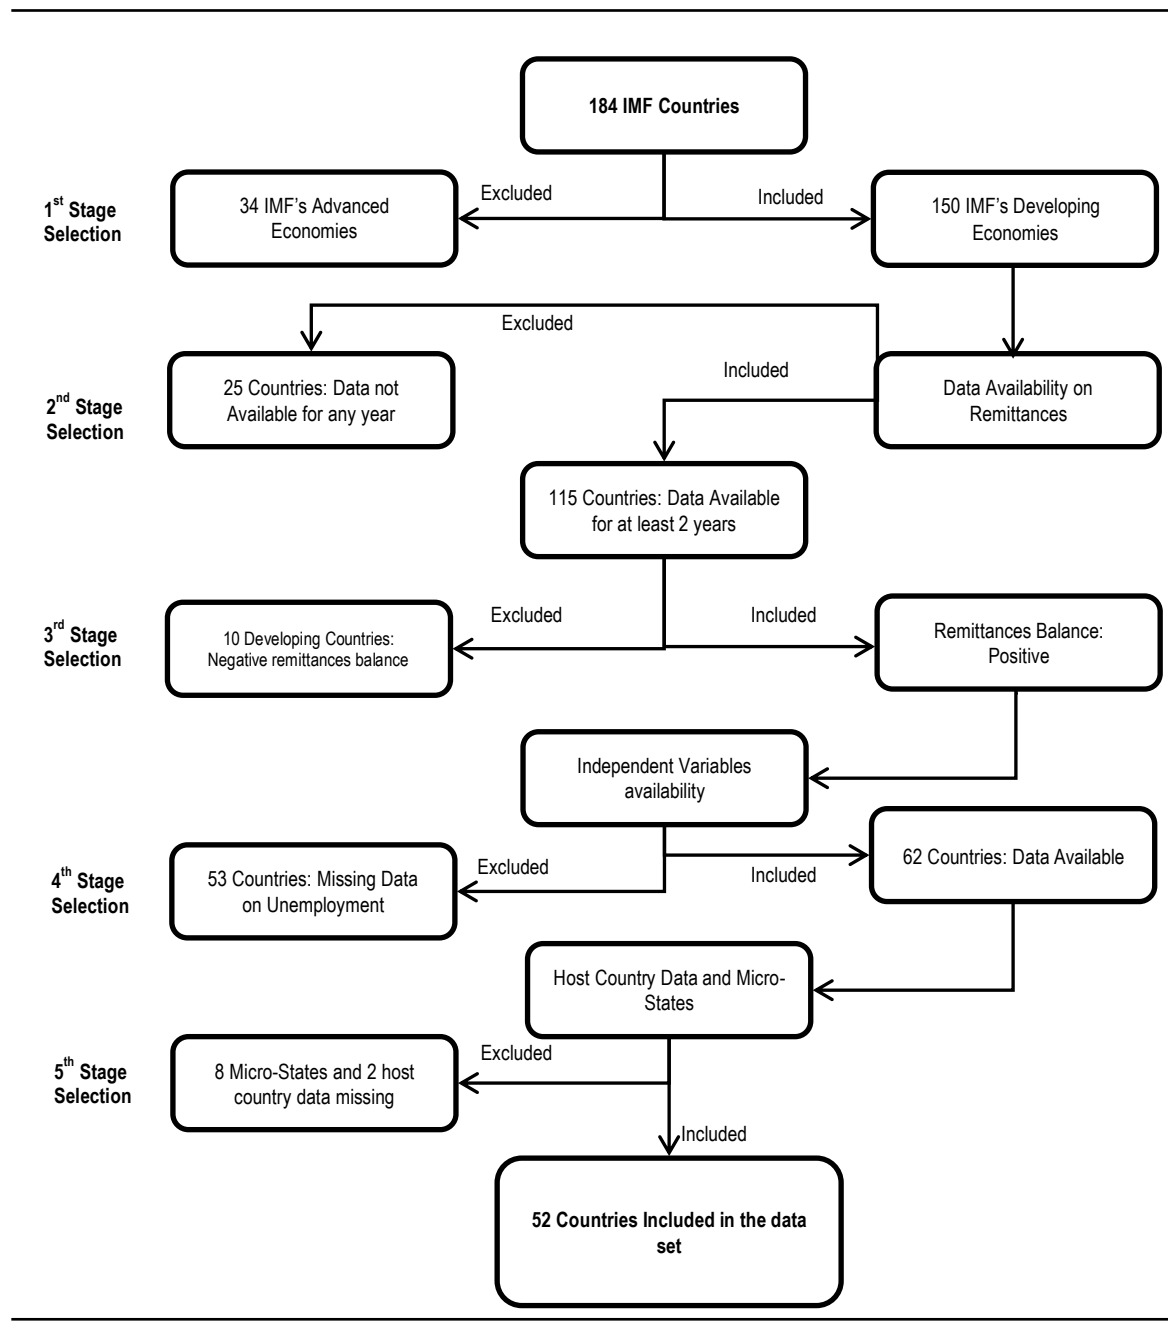 184 IMF Countries
1st Stage
Selection
34 IMF's Advanced
Economies
Excluded
Included
150 IMF's Developing
Economies
Excluded
Included
2nd Stage
Selection
25 Countries: Data not
Available for any year
Data Availability on
Remittances
115 Countries: Data Available
for at least 2 years
3rd Stage
Selection
10 Developing Countries:
Negative remittances balance
Excluded
Included
Remittances Balance:
Positive
Independent Variables
availability
4th Stage
Selection
53 Countries: Missing Data
on Unemployment
Excluded
Included
62 Countries: Data Available
Host Country Data and Micro-
States
5th Stage
Selection
8 Micro-States and 2 host
country data missing
Excluded
Included
52 Countries Included in the data
set